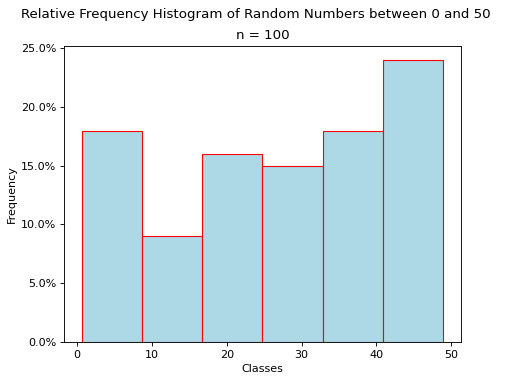 Relative Frequency Histogram of Random Numbers between 0 and 50
n = 100
25.0%
20.0%
15.0%
10.0%
5.0%
0.0%
Frequency
0 10 20 30 40 50
Classes